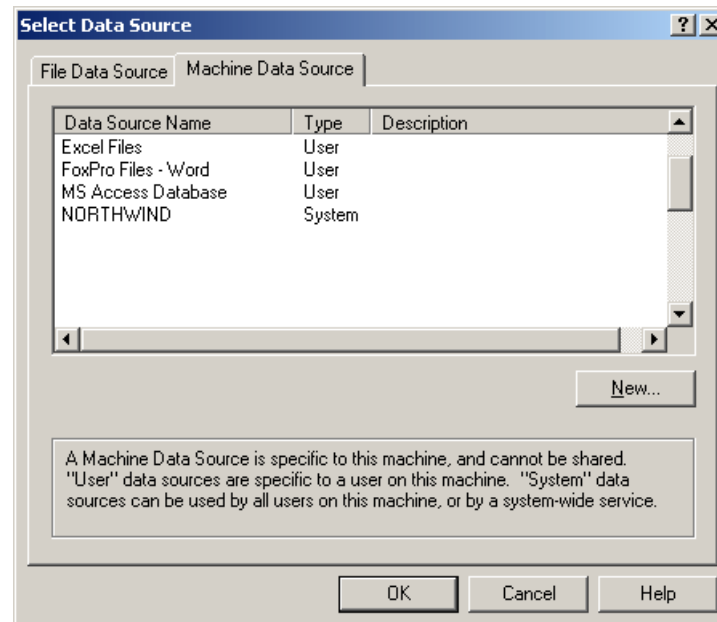 Select Data Source
File Data Source Machine Data Source
Data Source Name Type Description
Excel Files User
FoxPro Files - Word User
MS Access Database User
NORTHWIND System
New...
A Machine Data Source is specific to this machine, and cannot be shared.
"User" data sources are specific to a user on this machine. "System" data
sources can be used by all users on this machine, or by a system-wide service.
OK Cancel Help